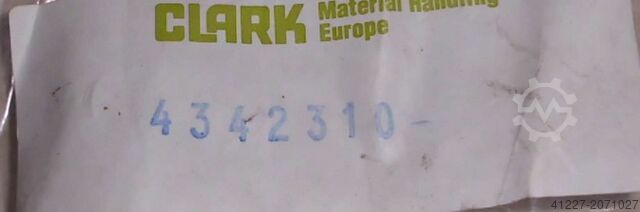 CLARK Material Handling
Europe
4342310-
41227-2071027